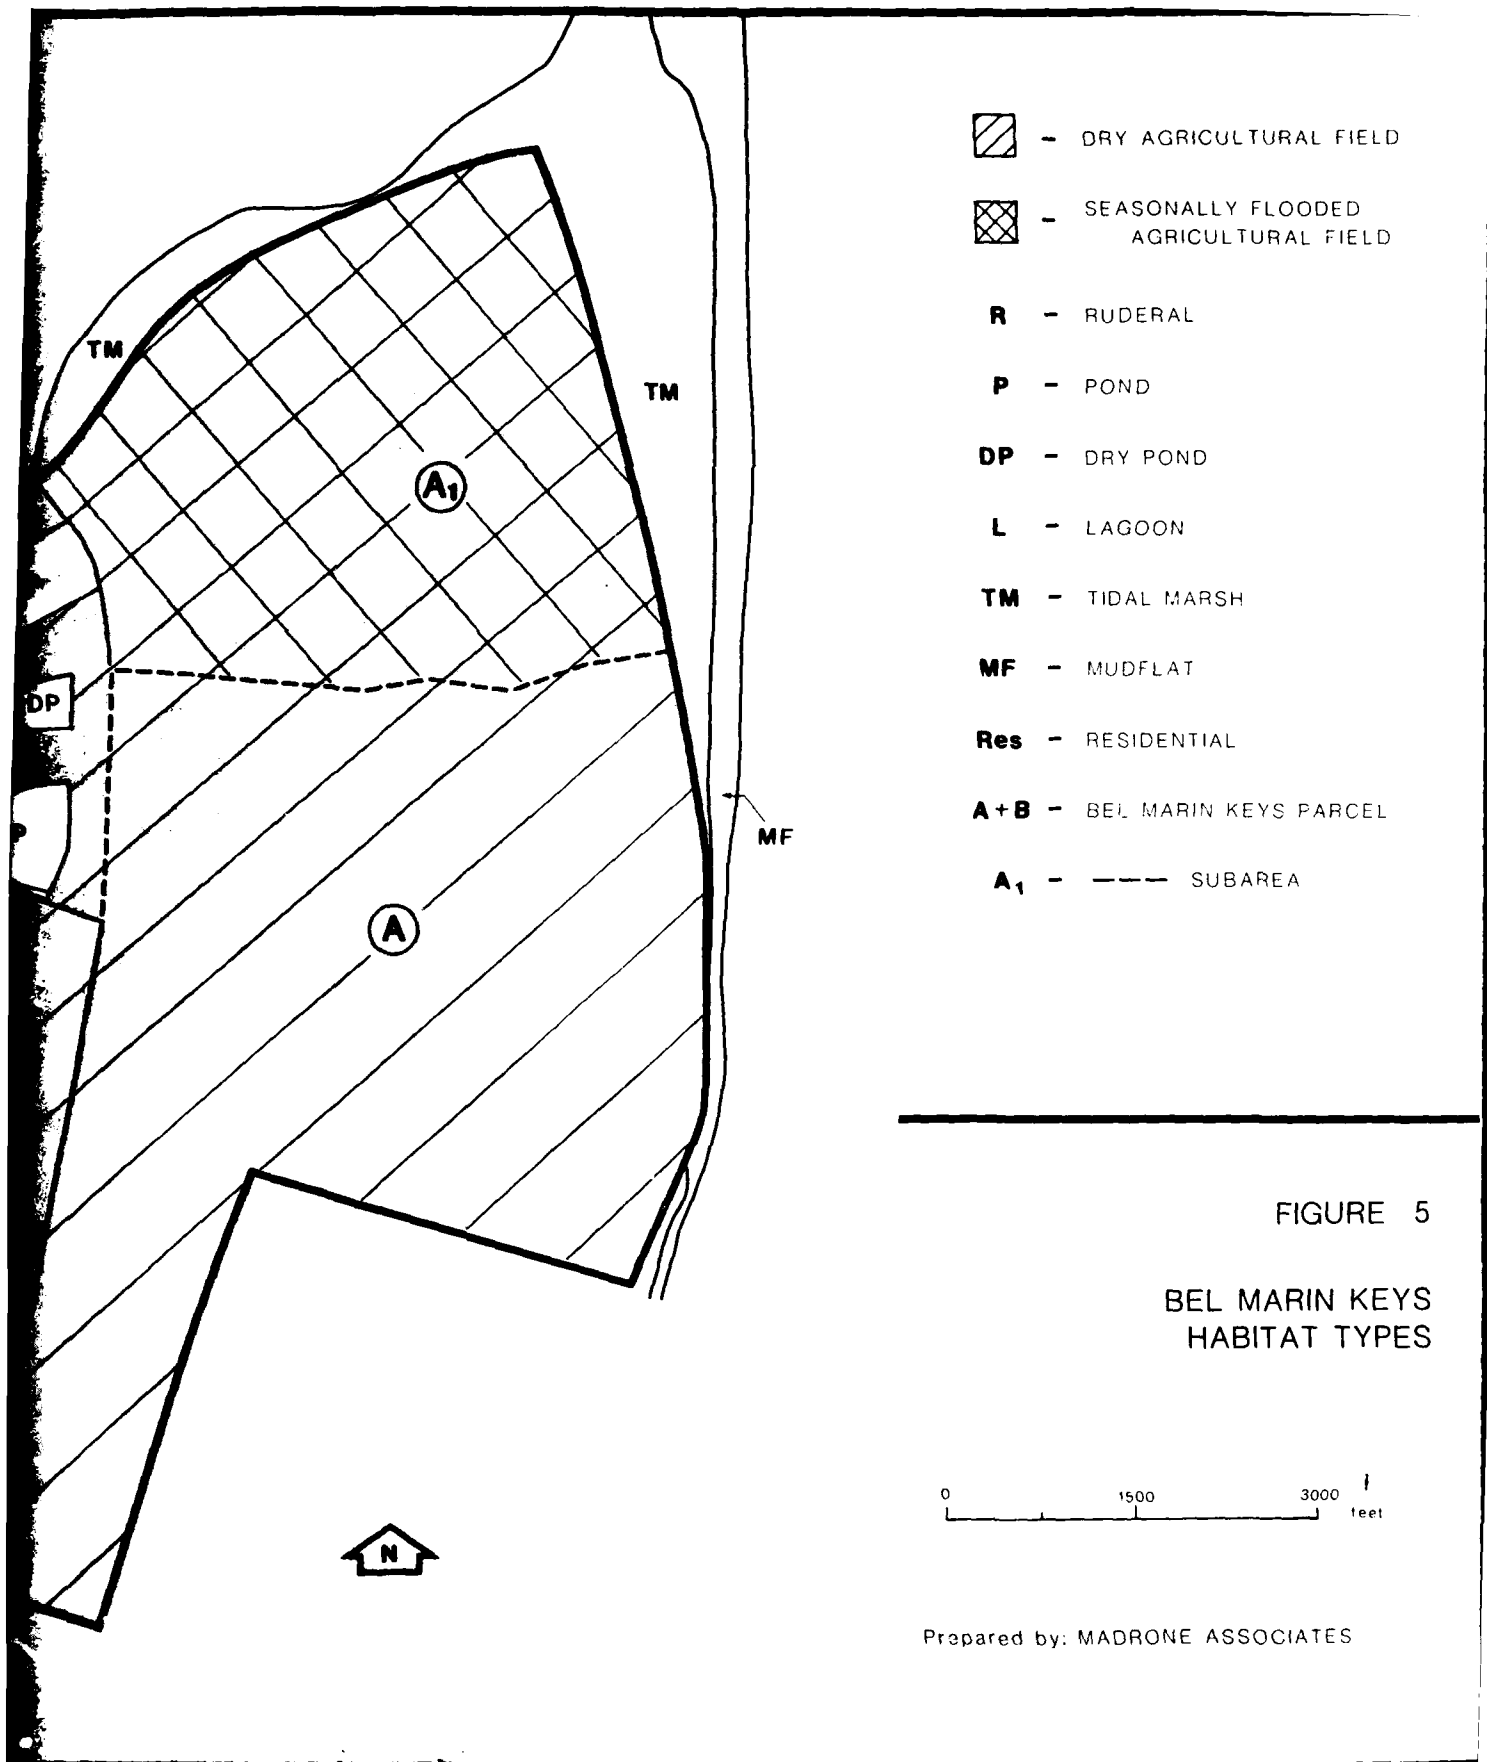 TM
TM
A₁
DP
P
MF
A
N
- DRY AGRICULTURAL FIELD
- SEASONALLY FLOODED
AGRICULTURAL FIELD
R - RUDERAL
P - POND
DP - DRY POND
L - LAGOON
TM - TIDAL MARSH
MF - MUDFLAT
Res - RESIDENTIAL
A+B - BEL MARIN KEYS PARCEL
A₁ - ---- SUBAREA
FIGURE 5
BEL MARIN KEYS
HABITAT TYPES
0 1500 3000
feet
Prepared by: MADRONE ASSOCIATES